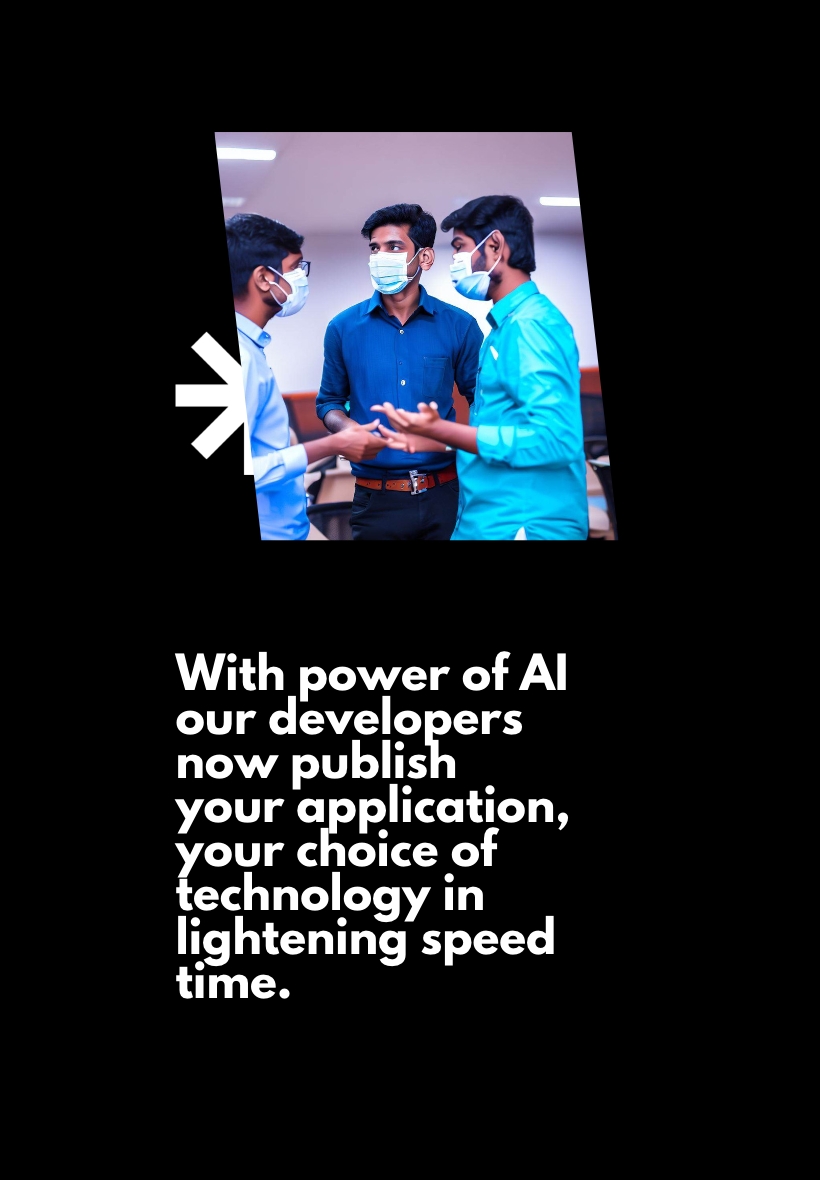 With power of AI
our developers
now publish
your application,
your choice of
technology in
lightening speed
time.